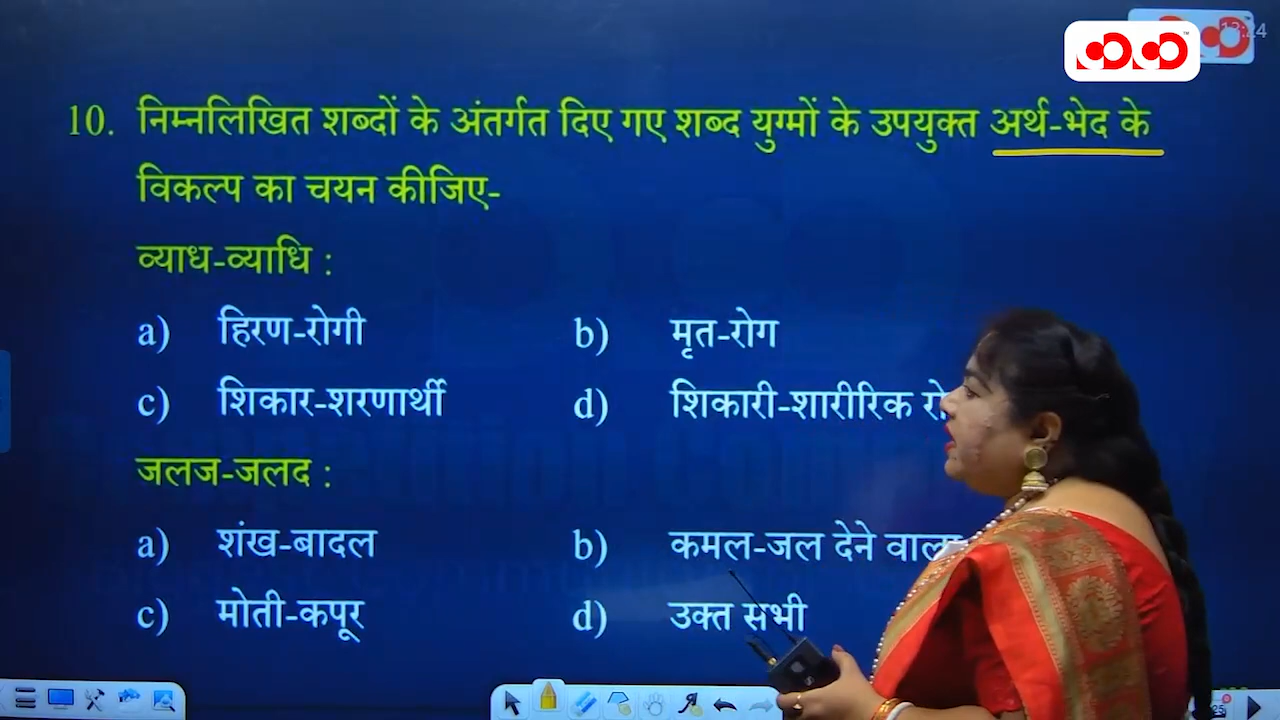 10. निम्नलिखित शब्दों के अंतर्गत दिए गए शब्द युग्मों के उपयुक्त अर्थ-भेद के
विकल्प का चयन कीजिए-
व्याध-व्याधि :
a) हिरण-रोगी b) मृत-रोग
c) शिकार-शरणार्थी d) शिकारी-शारीरिक
जलज-जलद :
a) शंख-बादल b) कमल-जल देने वाला
c) मोती-कपूर d) उक्त सभी